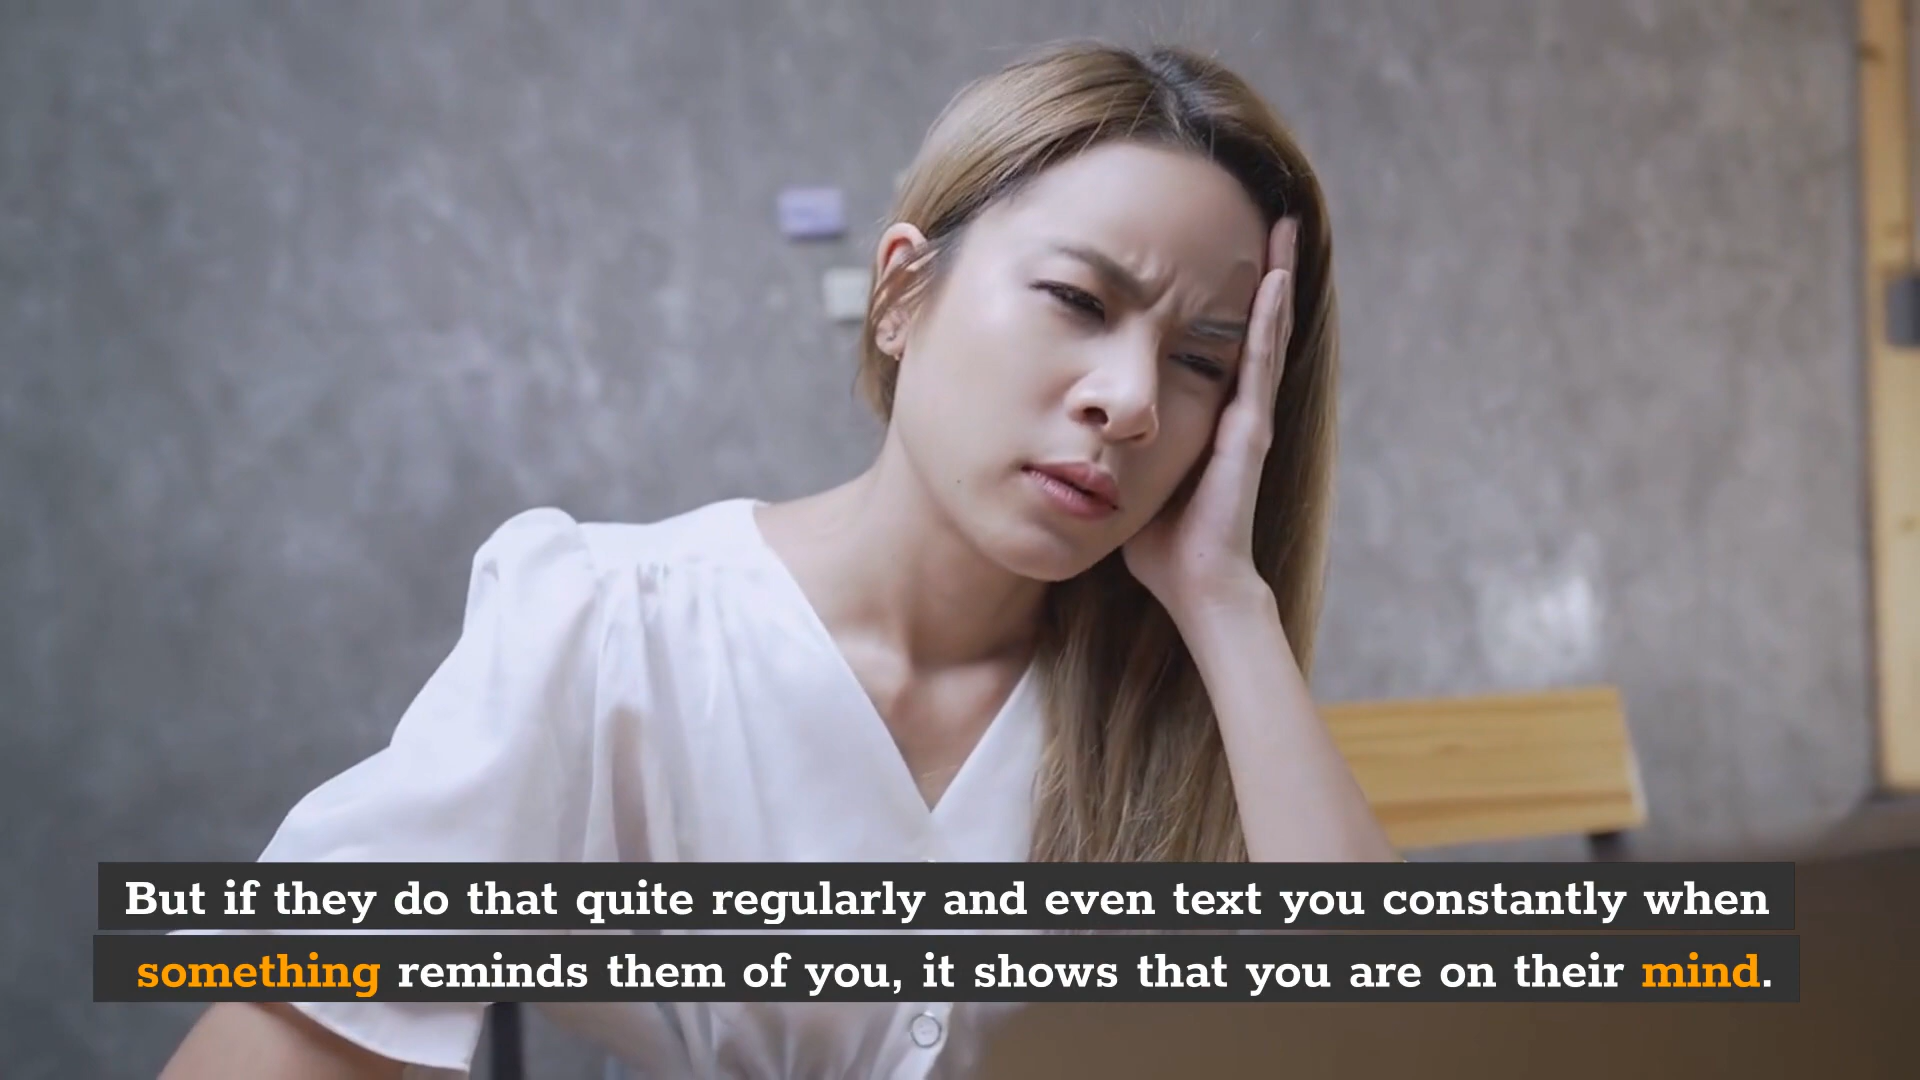 But if they do that quite regularly and even text you constantly when
something reminds them of you, it shows that you are on their mind.